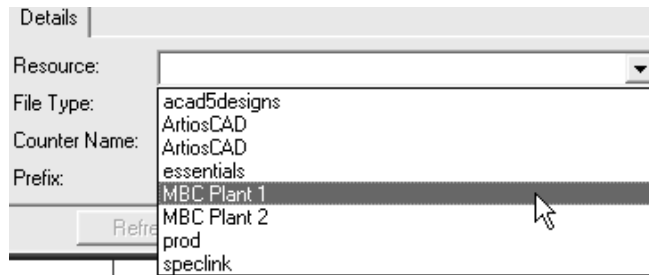 Details
Resource:
File Type:
Counter Name:
Prefix:
acad5designs
ArtiosCAD
ArtiosCAD
essentials
MBC Plant 1
MBC Plant 2
prod
speclink
Refre